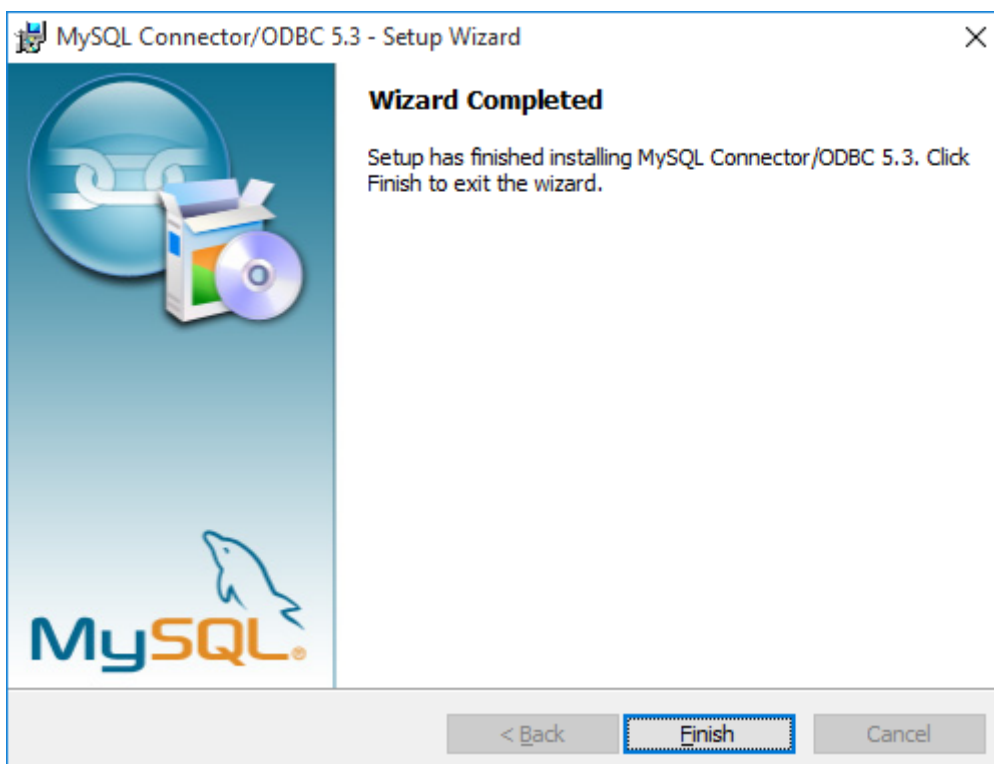 MySQL Connector/ODBC 5.3 - Setup Wizard
Wizard Completed
Setup has finished installing MySQL Connector/ODBC 5.3. Click
Finish to exit the wizard.
MySQL®
< Back
Finish
Cancel